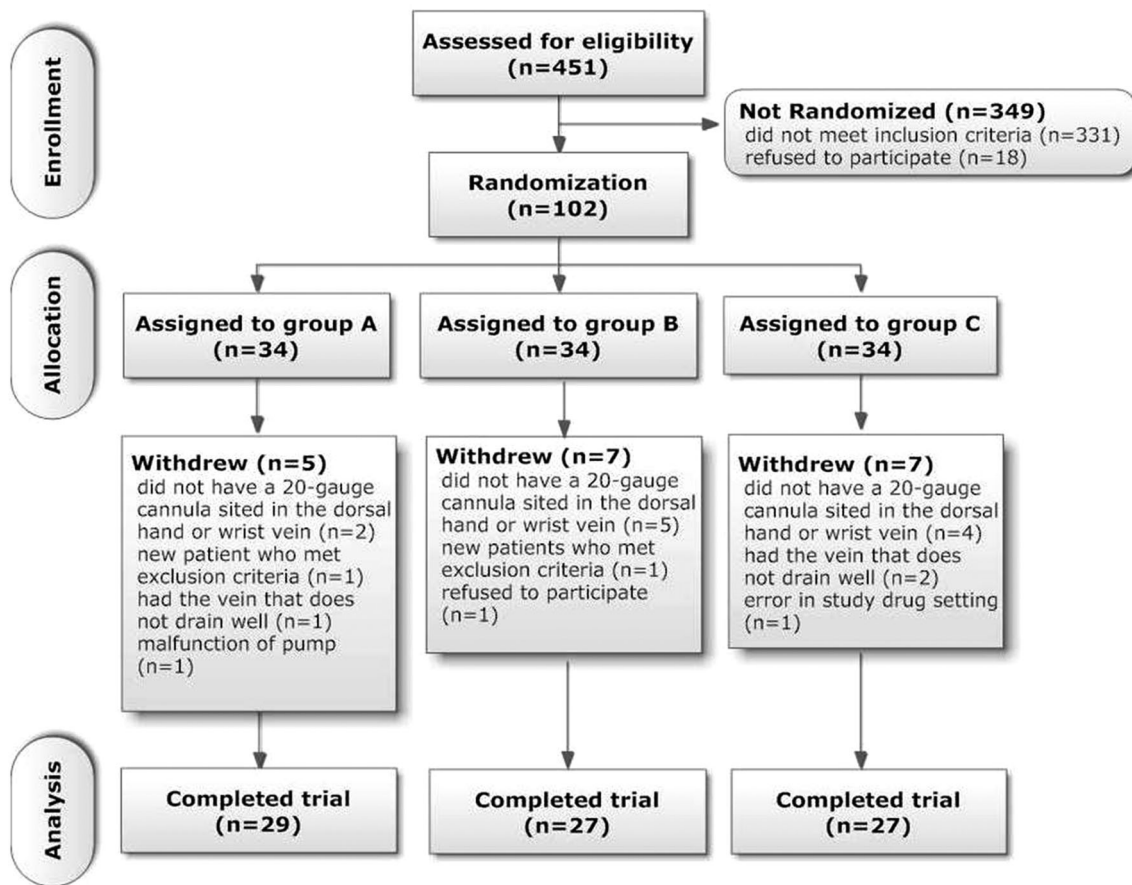 Enrollment
Assessed for eligibility
(n=451)
Not Randomized (n=349)
did not meet inclusion criteria (n=331)
refused to participate (n=18)
Randomization
(n=102)
Allocation
Assigned to group A
(n=34)
Assigned to group B
(n=34)
Assigned to group C
(n=34)
Withdrew (n=5)
did not have a 20-gauge
cannula sited in the dorsal
hand or wrist vein (n=2)
new patient who met
exclusion criteria (n=1)
had the vein that does
not drain well (n=1)
malfunction of pump
(n=1)
Withdrew (n=7)
did not have a 20-gauge
cannula sited in the dorsal
hand or wrist vein (n=5)
new patients who met
exclusion criteria (n=1)
refused to participate
(n=1)
Withdrew (n=7)
did not have a 20-gauge
cannula sited in the dorsal
hand or wrist vein (n=4)
had the vein that does
not drain well (n=2)
error in study drug setting
(n=1)
Analysis
Completed trial
(n=29)
Completed trial
(n=27)
Completed trial
(n=27)